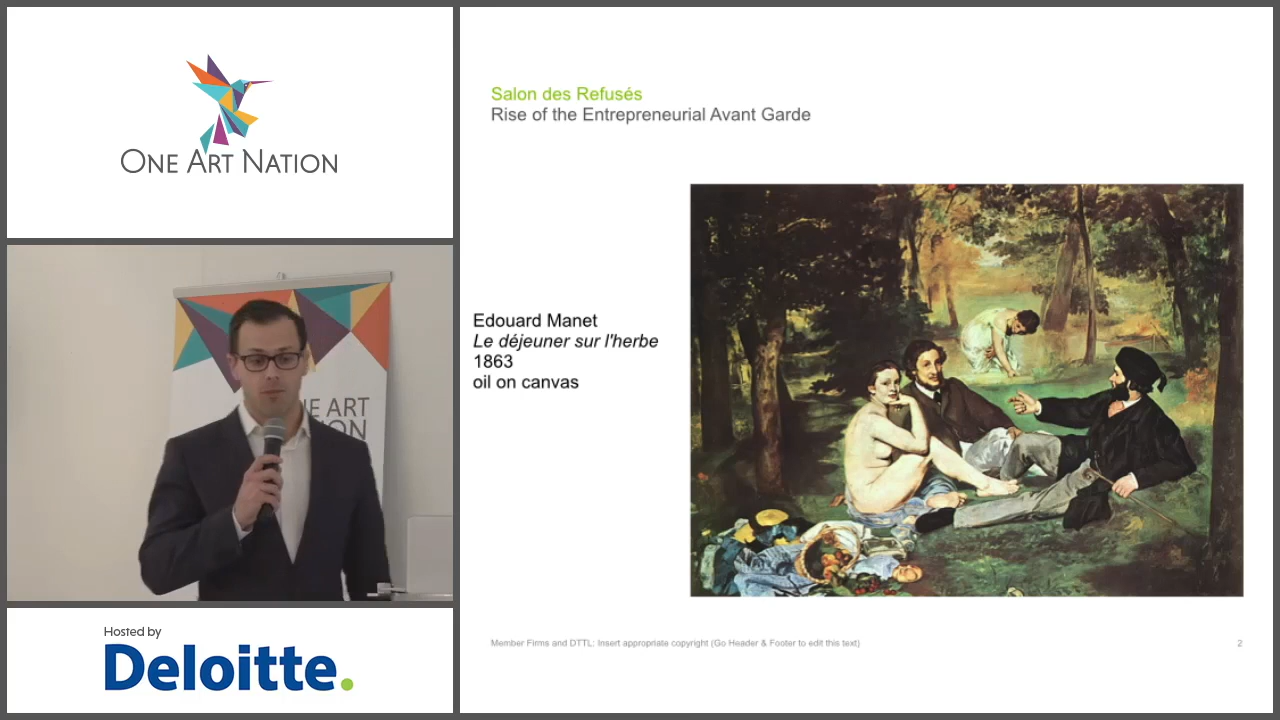 ONE ART NATION
NE ART
ION
Hosted by
Deloitte.
Salon des Refusés
Rise of the Entrepreneurial Avant Garde
Edouard Manet
Le déjeuner sur l'herbe
1863
oil on canvas
Member Firms and DTTL: Insert appropriate copyright (Go Header & Footer to edit this text)
2